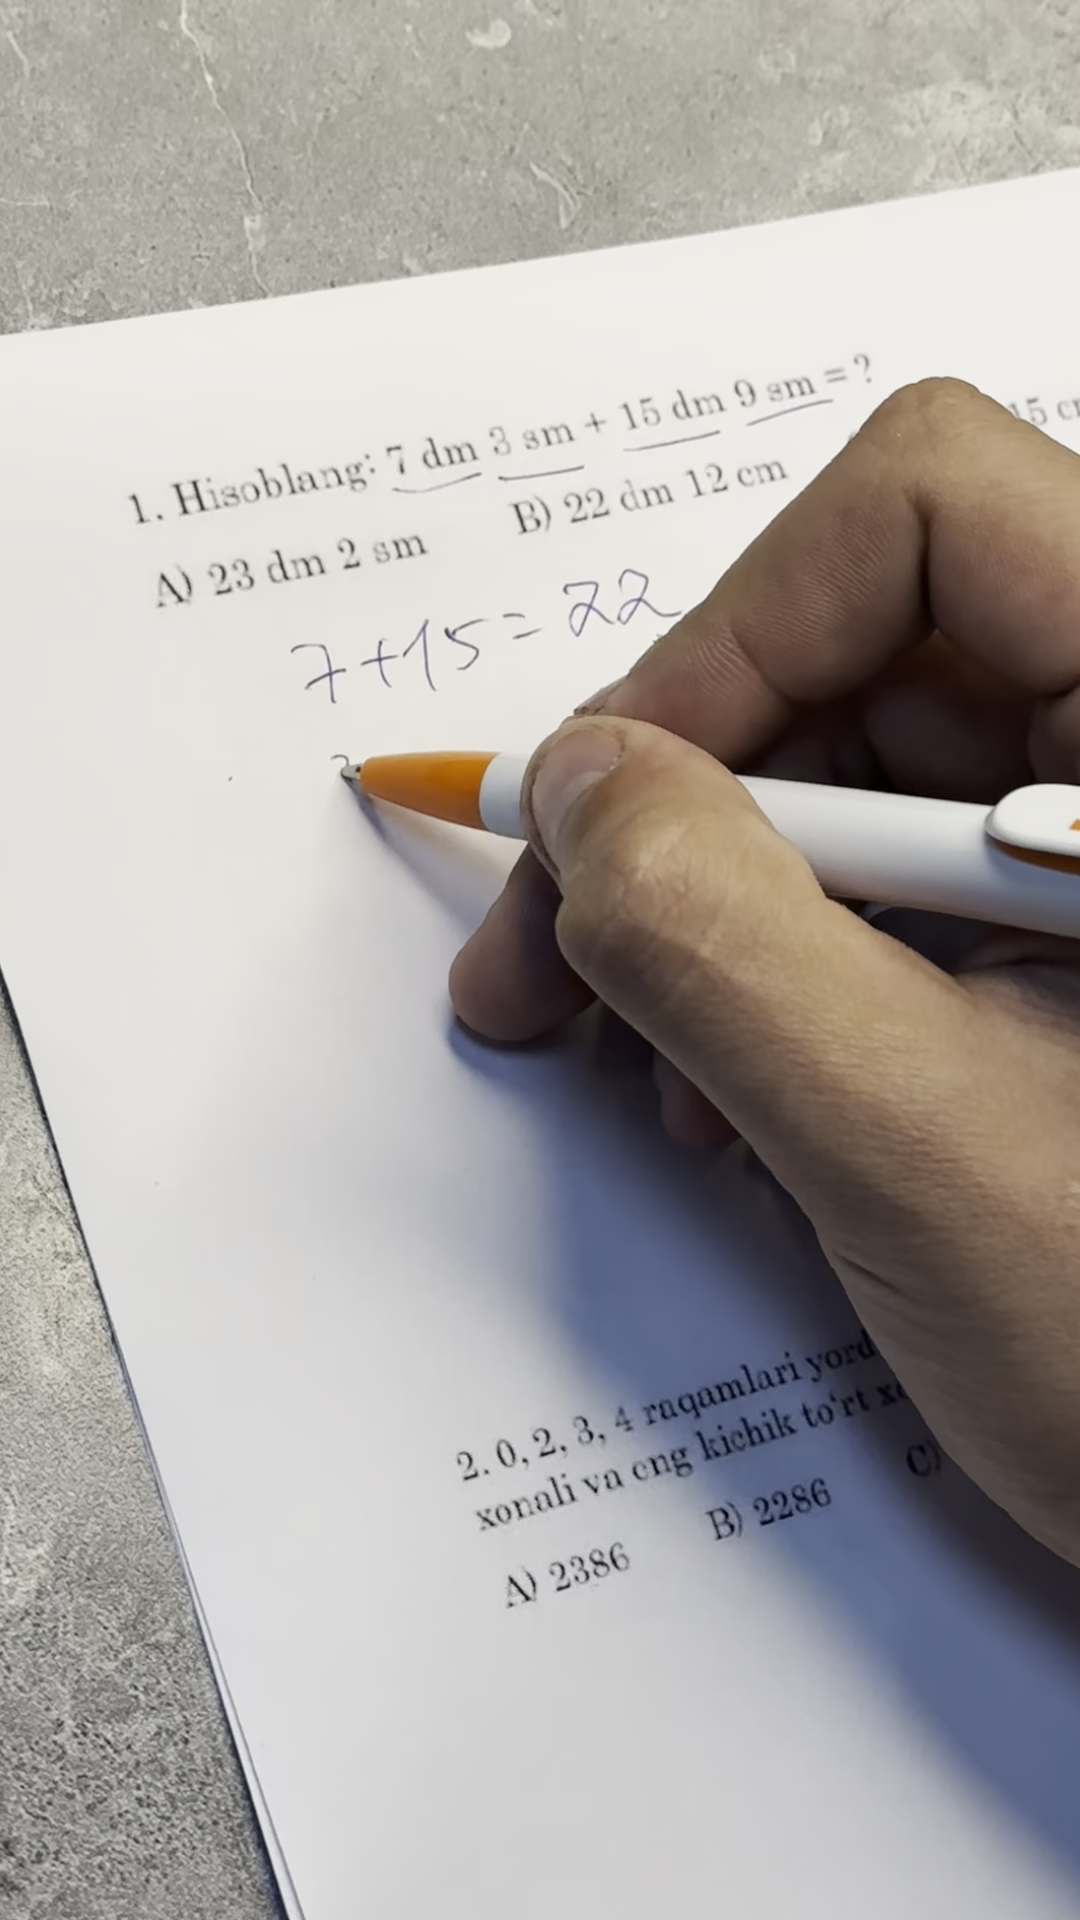 1. Hisoblang: 7 dm 3 sm + 15 dm 9 sm = ?
A) 23 dm 2 sm B) 22 dm 12 cm 15
7+15=22
2. 0, 2, 3, 4 raqamlari
xonali va eng kichik to‘rt
A) 2386 B) 2286 C)